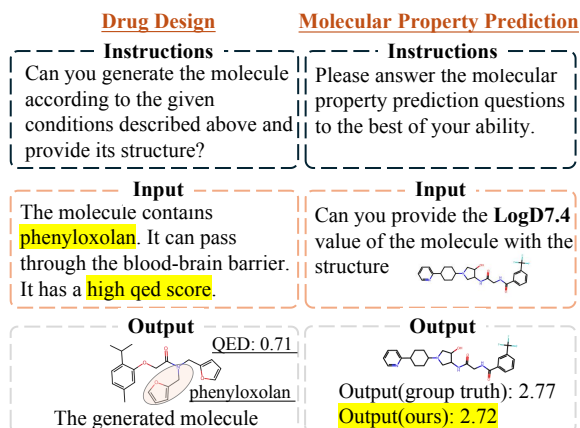 Drug Design
Instructions
Can you generate the molecule
according to the given
conditions described above and
provide its structure?
Input
The molecule contains
phenyloxolan. It can pass
through the blood-brain barrier.
It has a high qed score.
Output
QED: 0.71
phenyloxolan
The generated molecule
Molecular Property Prediction
Instructions
Please answer the molecular
property prediction questions
to the best of your ability.
Input
Can you provide the LogD7.4
value of the molecule with the
structure
Output
Output(group truth): 2.77
Output(ours): 2.72